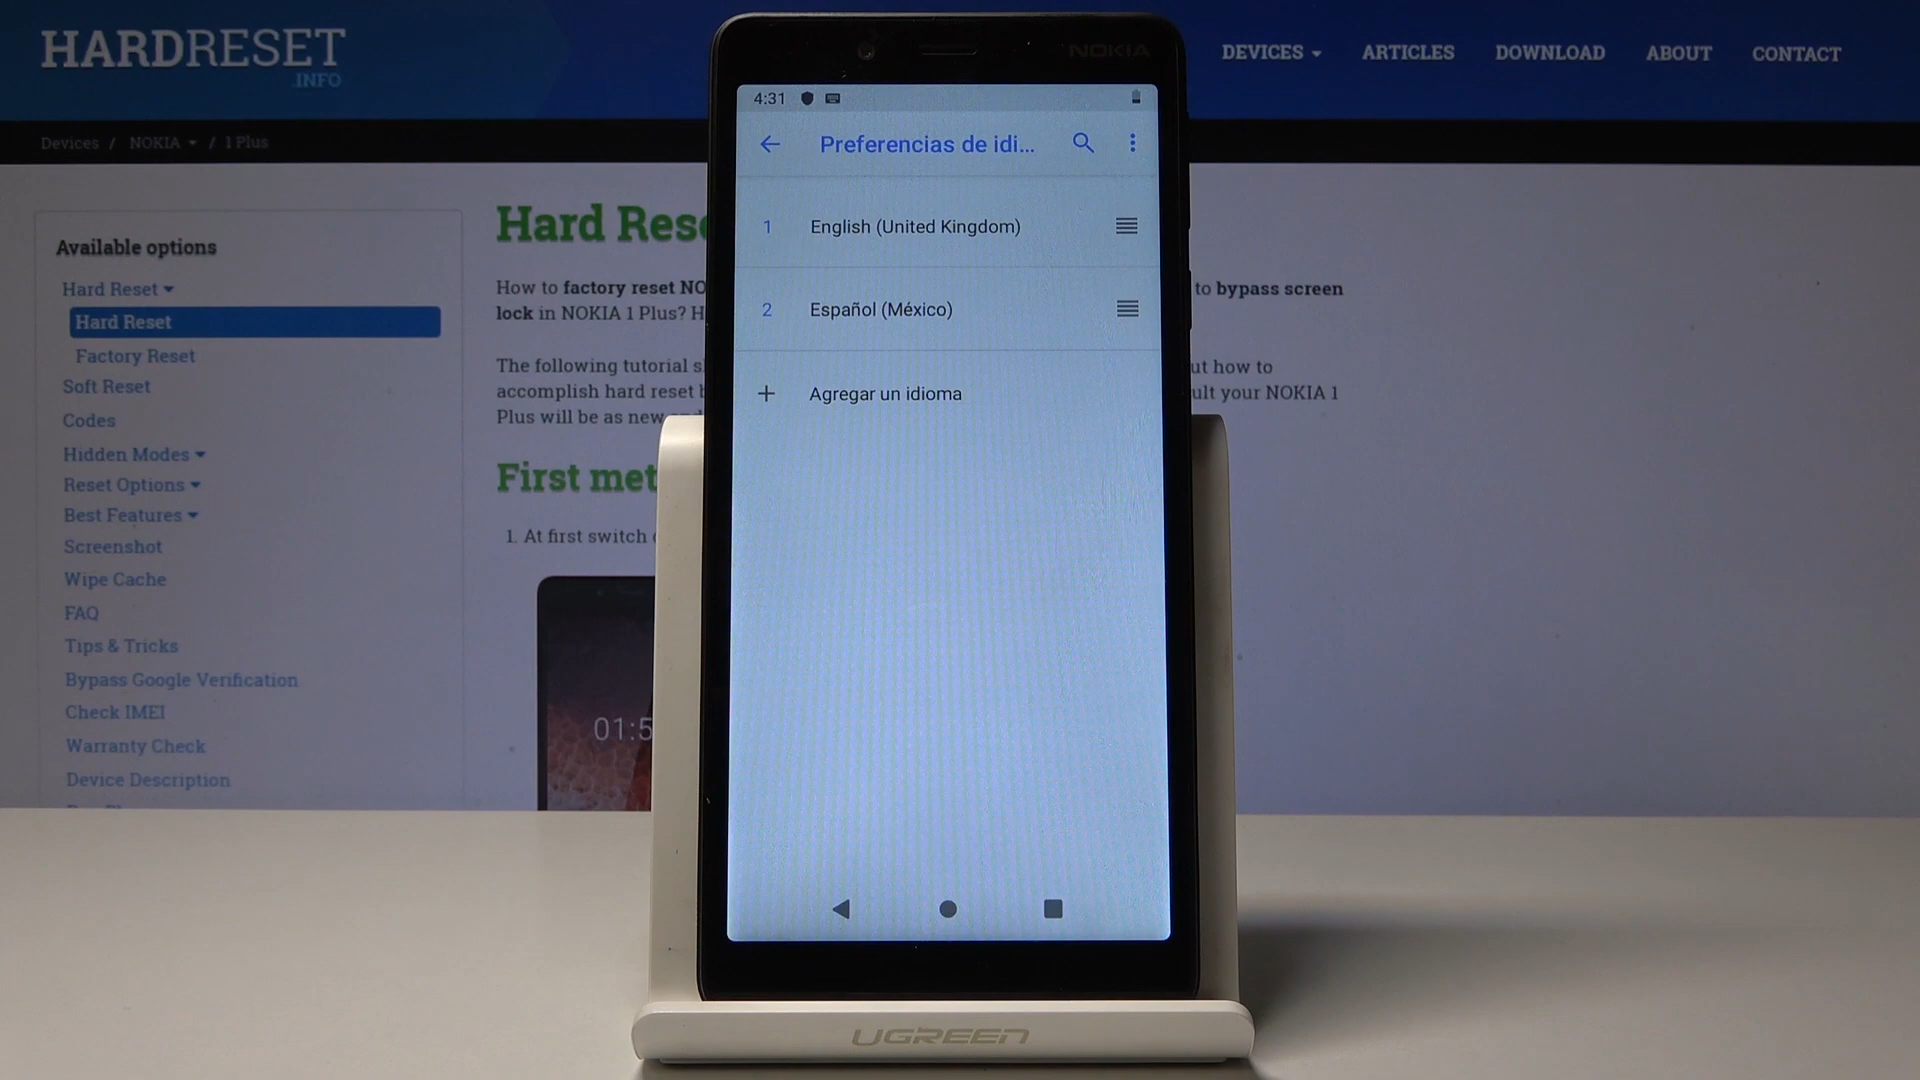 HARDRESET
.INFO
DEVICES
ARTICLES
DOWNLOAD
ABOUT
CONTACT
Devices / NOKIA / 1 Plus
Available options
Hard Reset
Hard Reset
Factory Reset
Soft Reset
Codes
Hidden Modes
Reset Options
Best Features
Screenshot
Wipe Cache
FAQ
Tips & Tricks
Bypass Google Verification
Check IMEI
Warranty Check
Device Description
Hard Res
How to factory reset NO
to bypass screen
lock in NOKIA 1 Plus? H
The following tutorial s
ut how to
accomplish hard reset
ult your NOKIA 1
Plus will be as new
First met
1. At first switch
01:5
NOKIA
4:31
Preferencias de idi...
1 English (United Kingdom)
2 Español (México)
+ Agregar un idioma
UGREEN